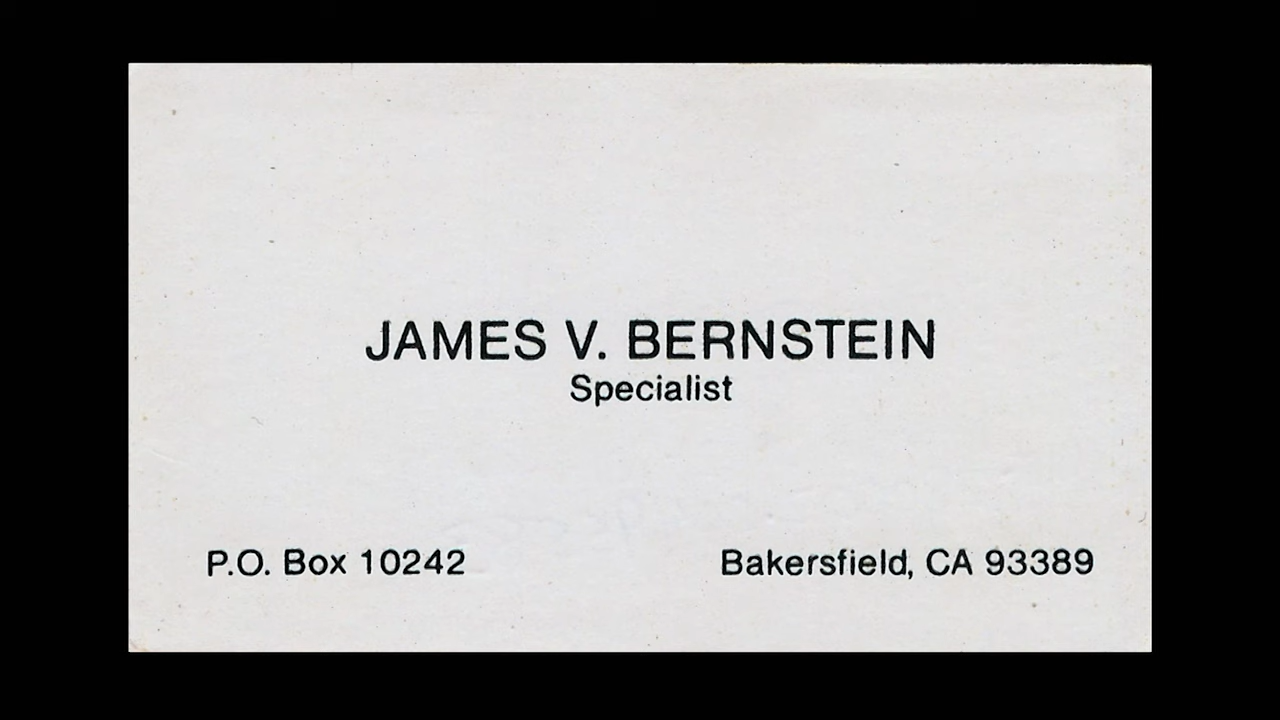 JAMES V. BERNSTEIN
Specialist
P.O. Box 10242
Bakersfield, CA 93389